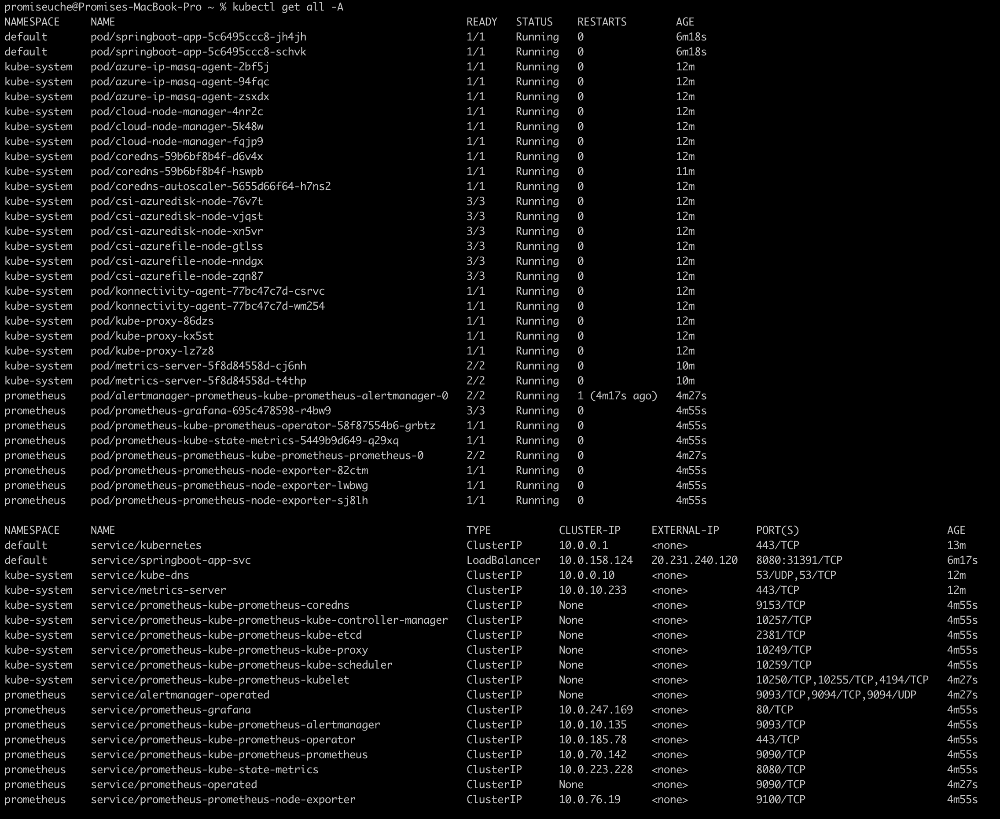 promiseuche@Promises-MacBook-Pro ~ % kubectl get all -A
NAMESPACE NAME READY STATUS RESTARTS AGE
default pod/springboot-app-5c6495ccc8-jh4jh 1/1 Running 0 6m18s
default pod/springboot-app-5c6495ccc8-schvk 1/1 Running 0 6m18s
kube-system pod/azure-ip-masq-agent-2bf5j 1/1 Running 0 12m
kube-system pod/azure-ip-masq-agent-94fqc 1/1 Running 0 12m
kube-system pod/azure-ip-masq-agent-zsxdx 1/1 Running 0 12m
kube-system pod/cloud-node-manager-4nr2c 1/1 Running 0 12m
kube-system pod/cloud-node-manager-5k48w 1/1 Running 0 12m
kube-system pod/cloud-node-manager-fqjp9 1/1 Running 0 12m
kube-system pod/coredns-59b6bf8b4f-d6v4x 1/1 Running 0 12m
kube-system pod/coredns-59b6bf8b4f-hswpb 1/1 Running 0 11m
kube-system pod/coredns-autoscaler-5655d66f64-h7ns2 1/1 Running 0 12m
kube-system pod/csi-azuredisk-node-76v7t 3/3 Running 0 12m
kube-system pod/csi-azuredisk-node-vjqst 3/3 Running 0 12m
kube-system pod/csi-azuredisk-node-xn5vr 3/3 Running 0 12m
kube-system pod/csi-azurefile-node-gtlss 3/3 Running 0 12m
kube-system pod/csi-azurefile-node-nndgx 3/3 Running 0 12m
kube-system pod/csi-azurefile-node-zqn87 3/3 Running 0 12m
kube-system pod/konnectivity-agent-77bc47c7d-csrvc 1/1 Running 0 12m
kube-system pod/konnectivity-agent-77bc47c7d-wm254 1/1 Running 0 12m
kube-system pod/kube-proxy-86dzs 1/1 Running 0 12m
kube-system pod/kube-proxy-kx5st 1/1 Running 0 12m
kube-system pod/kube-proxy-lz7z8 1/1 Running 0 12m
kube-system pod/metrics-server-5f8d84558d-cj6nh 2/2 Running 0 10m
kube-system pod/metrics-server-5f8d84558d-t4thp 2/2 Running 0 10m
prometheus pod/alertmanager-prometheus-kube-prometheus-alertmanager-0 2/2 Running 1 (4m17s ago) 4m27s
prometheus pod/prometheus-grafana-695c478598-r4bw9 3/3 Running 0 4m55s
prometheus pod/prometheus-kube-prometheus-operator-58f87554b6-grbtz 1/1 Running 0 4m55s
prometheus pod/prometheus-kube-state-metrics-5449b9d649-q29xq 1/1 Running 0 4m55s
prometheus pod/prometheus-prometheus-kube-prometheus-prometheus-0 2/2 Running 0 4m27s
prometheus pod/prometheus-prometheus-node-exporter-82ctm 1/1 Running 0 4m55s
prometheus pod/prometheus-prometheus-node-exporter-lwbwg 1/1 Running 0 4m55s
prometheus pod/prometheus-prometheus-node-exporter-sj8lh 1/1 Running 0 4m55s
NAMESPACE NAME TYPE CLUSTER-IP EXTERNAL-IP PORT(S) AGE
default service/kubernetes ClusterIP 10.0.0.1 <none> 443/TCP 13m
default service/springboot-app-svc LoadBalancer 10.0.158.124 20.231.240.120 8080:31391/TCP 6m17s
kube-system service/kube-dns ClusterIP 10.0.0.10 <none> 53/UDP,53/TCP 12m
kube-system service/metrics-server ClusterIP 10.0.10.233 <none> 443/TCP 12m
kube-system service/prometheus-kube-prometheus-coredns ClusterIP None <none> 9153/TCP 4m55s
kube-system service/prometheus-kube-prometheus-kube-controller-manager ClusterIP None <none> 10257/TCP 4m55s
kube-system service/prometheus-kube-prometheus-kube-etcd ClusterIP None <none> 2381/TCP 4m55s
kube-system service/prometheus-kube-prometheus-kube-proxy ClusterIP None <none> 10249/TCP 4m55s
kube-system service/prometheus-kube-prometheus-kube-scheduler ClusterIP None <none> 10259/TCP 4m55s
kube-system service/prometheus-kube-prometheus-kubelet ClusterIP None <none> 10250/TCP,10255/TCP,4194/TCP 4m27s
prometheus service/alertmanager-operated ClusterIP None <none> 9093/TCP,9094/TCP,9094/UDP 4m27s
prometheus service/prometheus-grafana ClusterIP 10.0.247.169 <none> 80/TCP 4m55s
prometheus service/prometheus-kube-prometheus-alertmanager ClusterIP 10.0.10.135 <none> 9093/TCP 4m55s
prometheus service/prometheus-kube-prometheus-operator ClusterIP 10.0.185.78 <none> 443/TCP 4m55s
prometheus service/prometheus-kube-prometheus-prometheus ClusterIP 10.0.70.142 <none> 9090/TCP 4m55s
prometheus service/prometheus-kube-state-metrics ClusterIP 10.0.223.228 <none> 8080/TCP 4m55s
prometheus service/prometheus-operated ClusterIP None <none> 9090/TCP 4m27s
prometheus service/prometheus-prometheus-node-exporter ClusterIP 10.0.76.19 <none> 9100/TCP 4m55s